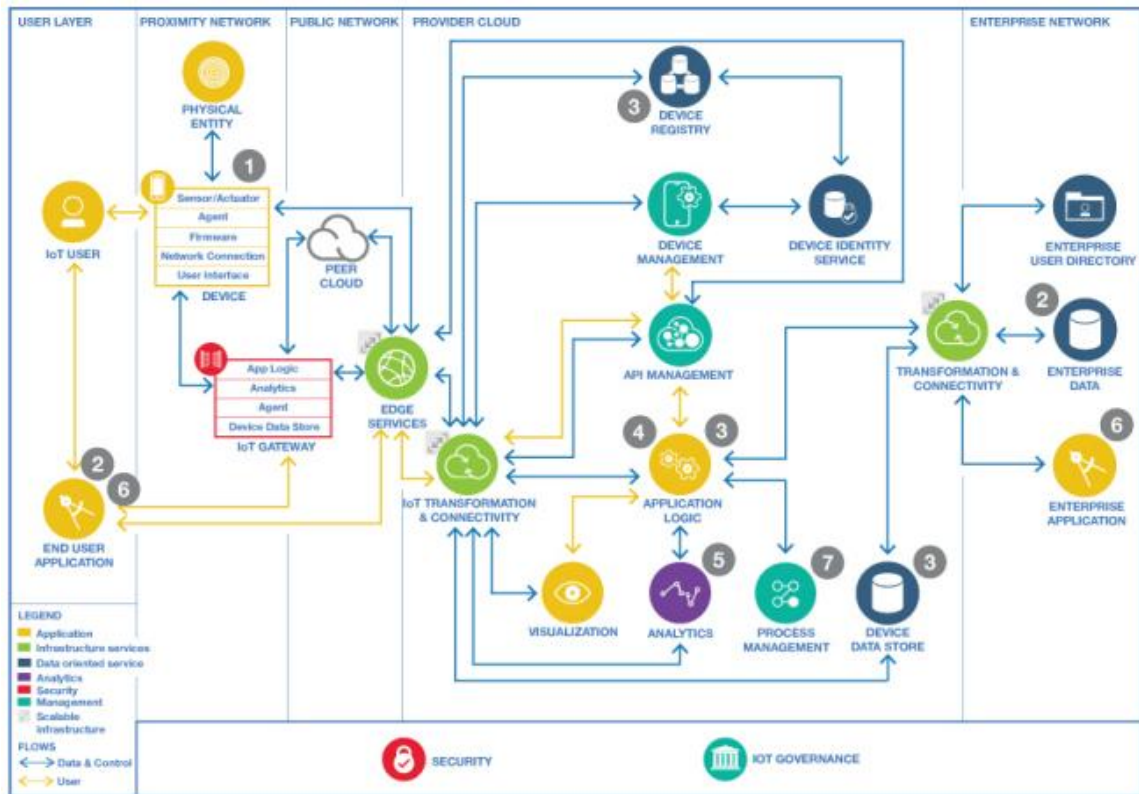 USER LAYER
PROXIMITY NETWORK
PUBLIC NETWORK
PROVIDER CLOUD
ENTERPRISE NETWORK
PHYSICAL
ENTITY
1
Sensor/Actuator
Agent
Firmware
Network Connection
User Interface
DEVICE
IoT USER
PEER
CLOUD
App Logic
Analytics
Agent
Device Data Store
IoT GATEWAY
EDGE
SERVICES
2
6
END USER
APPLICATION
IoT TRANSFORMATION
& CONNECTIVITY
3
DEVICE
REGISTRY
DEVICE
MANAGEMENT
DEVICE IDENTITY
SERVICE
API MANAGEMENT
4
3
APPLICATION
LOGIC
VISUALIZATION
5
ANALYTICS
7
PROCESS
MANAGEMENT
3
DEVICE
DATA STORE
TRANSFORMATION &
CONNECTIVITY
ENTERPRISE
USER DIRECTORY
2
ENTERPRISE
DATA
6
ENTERPRISE
APPLICATION
LEGEND
Application
Infrastructure services
Data oriented service
Analytics
Security
Management
Scalable
Infrastructure
FLOWS
Data & Control
User
SECURITY
IOT GOVERNANCE